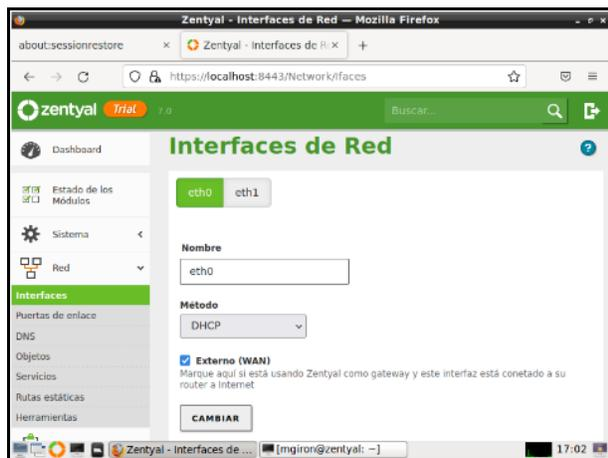 Zentyal - Interfaces de Red — Mozilla Firefox
about:sessionrestore
Zentyal - Interfaces de R
https://localhost:8443/Network/Ifaces
zentyal Trial 7.0
Buscar...
Interfaces de Red
Dashboard
Estado de los
Módulos
eth0 eth1
Sistema
Nombre
Red
eth0
Interfaces
Puertas de enlace
Método
DNS
DHCP
Objetos
Externo (WAN)
Servicios
Marque aquí si está usando Zentyal como gateway y este interfaz está conetado a su
router a Internet
Rutas estáticas
Herramientas
CAMBIAR
Zentyal - Interfaces de ...
[mgiron@zentyal: ~]
17:02